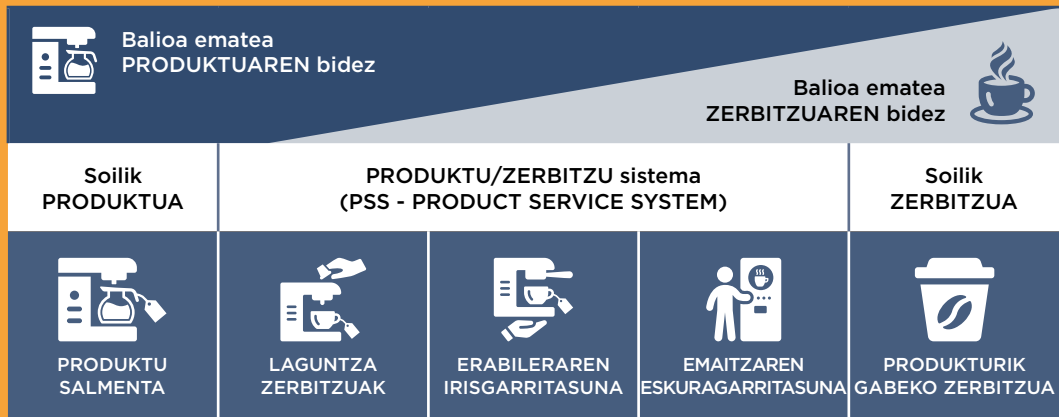 Balioa ematea
PRODUKTUAREN bidez
Balioa ematea
ZERBITZUAREN bidez
Soilik
PRODUKTUA
PRODUKTU/ZERBITZU sistema
(PSS - PRODUCT SERVICE SYSTEM)
Soilik
ZERBITZUA
PRODUKTU
SALMENTA
LAGUNTZA
ZERBITZUAK
ERABILERAREN
IRISGARRITASUNA
EMAITZAREN
ESKURAGARRITASUNA
PRODUKTURIK
GABEKO ZERBITZUA